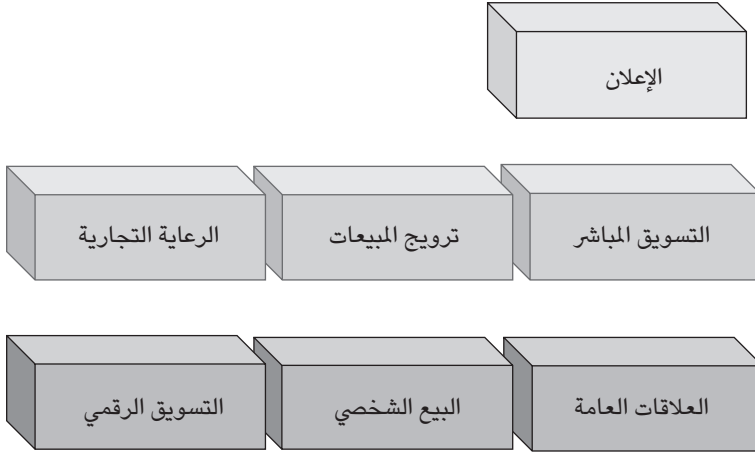 الإعلان
التسويق المباشر
ترويج المبيعات
الرعاية التجارية
العلاقات العامة
البيع الشخصي
التسويق الرقمي